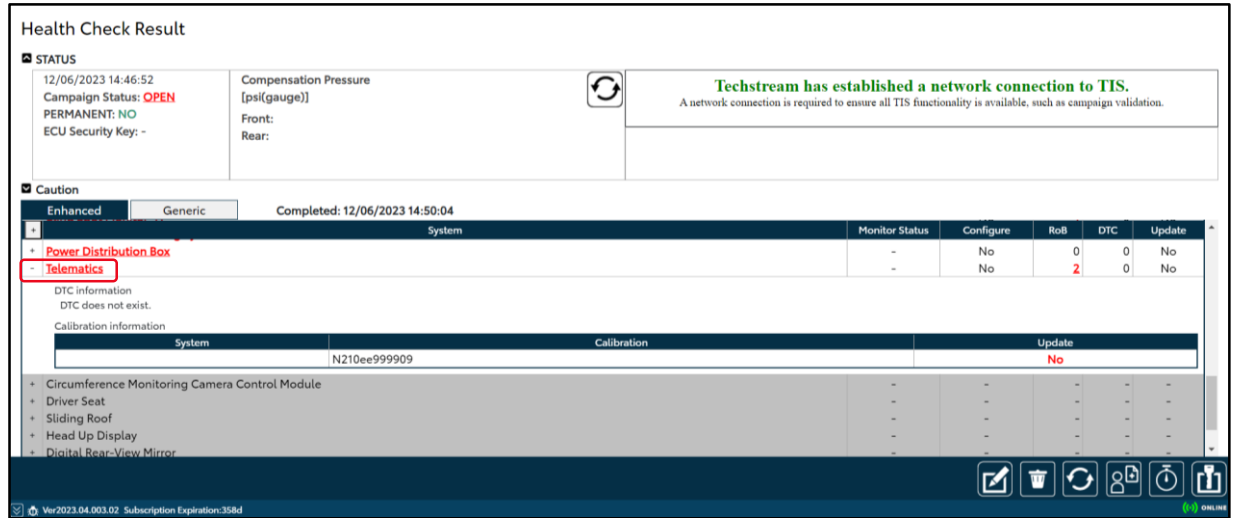 Health Check Result
STATUS
12/06/2023 14:46:52
Campaign Status: OPEN
PERMANENT: NO
ECU Security Key: -
Compensation Pressure
[psi(gauge)]
Front:
Rear:
Techstream has established a network connection to TIS.
A network connection is required to ensure all TIS functionality is available, such as campaign validation.
Caution
Enhanced Generic Completed: 12/06/2023 14:50:04
+ System Monitor Status Configure RoB DTC Update
+ Power Distribution Box - No 0 0 No
- Telematics - No 2 0 No
DTC information
DTC does not exist.
Calibration information
System Calibration Update
N210ee999909 No
+ Circumference Monitoring Camera Control Module - - - - -
+ Driver Seat - - - - -
+ Sliding Roof - - - - -
+ Head Up Display - - - - -
+ Digital Rear-View Mirror - - - - -
Ver2023.04.003.02 Subscription Expiration:358d
ONLINE